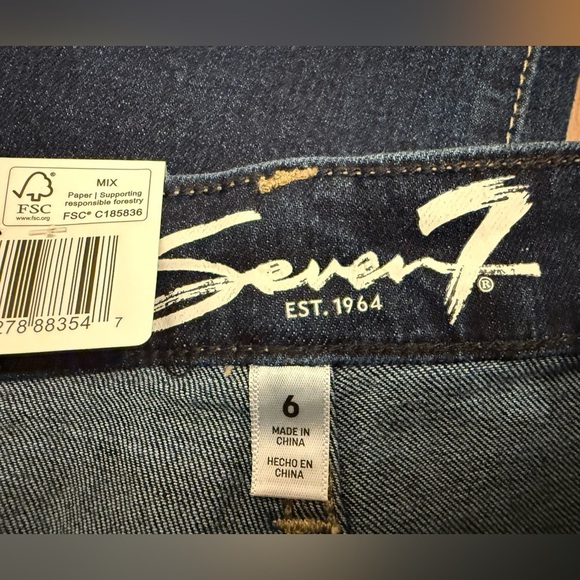 MIX
Paper | Supporting
responsible forestry
FSC® C185836
FSC
www.fsc.org
278 88354 7
Seven7®
EST. 1964
6
MADE IN
CHINA
HECHO EN
CHINA